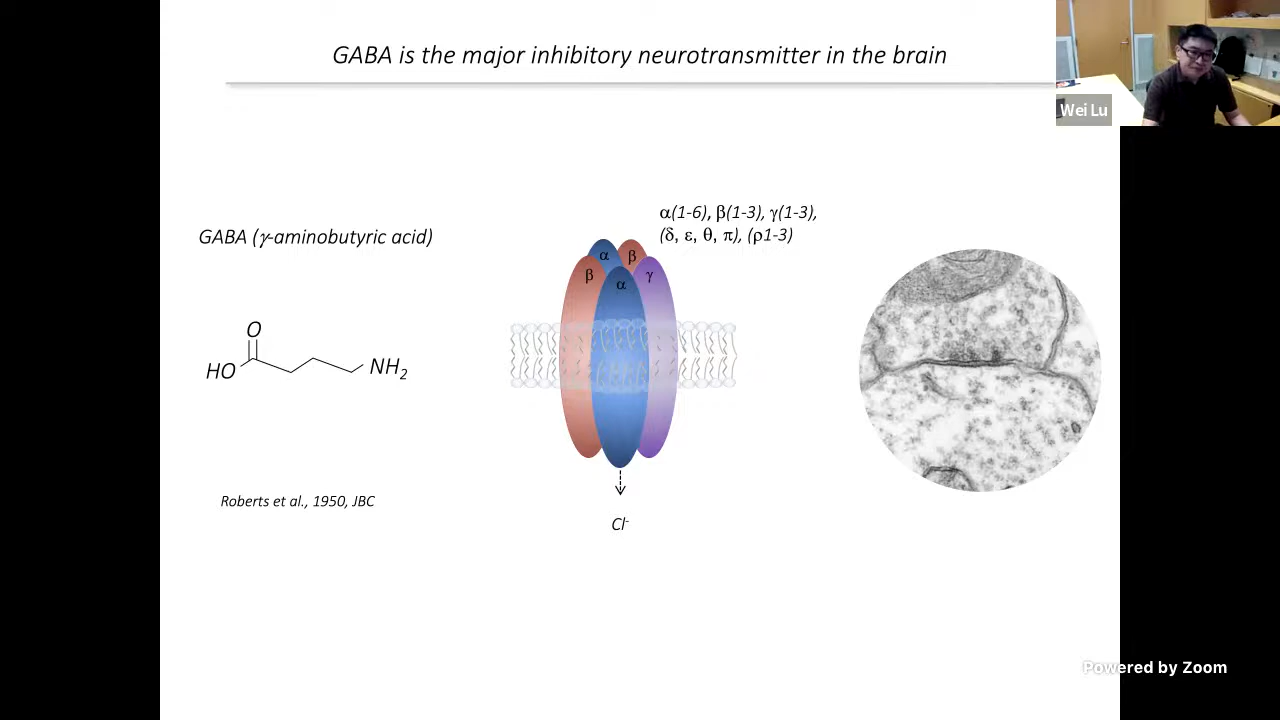 GABA is the major inhibitory neurotransmitter in the brain
Wei Lu
GABA (γ-aminobutyric acid)
α(1-6), β(1-3), γ(1-3),
(δ, ε, θ, π), (ρ1-3)
α
β
β
α
γ
O
HO
NH₂
Roberts et al., 1950, JBC
Cl⁻
Powered by Zoom